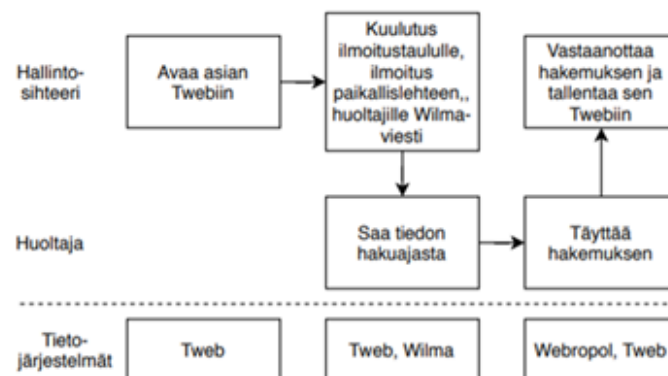 Hallinto-
sihteeri
Avaa asian
Twebiin
Kuulutus
ilmoitustaululle,
ilmoitus
paikallislehteen,,
huoltajille Wilma-
viesti
Vastaanottaa
hakemuksen ja
tallentaa sen
Twebiin
Huoltaja
Saa tiedon
hakuajasta
Täyttää
hakemuksen
Tieto-
järjestelmät
Tweb
Tweb, Wilma
Webropol, Tweb